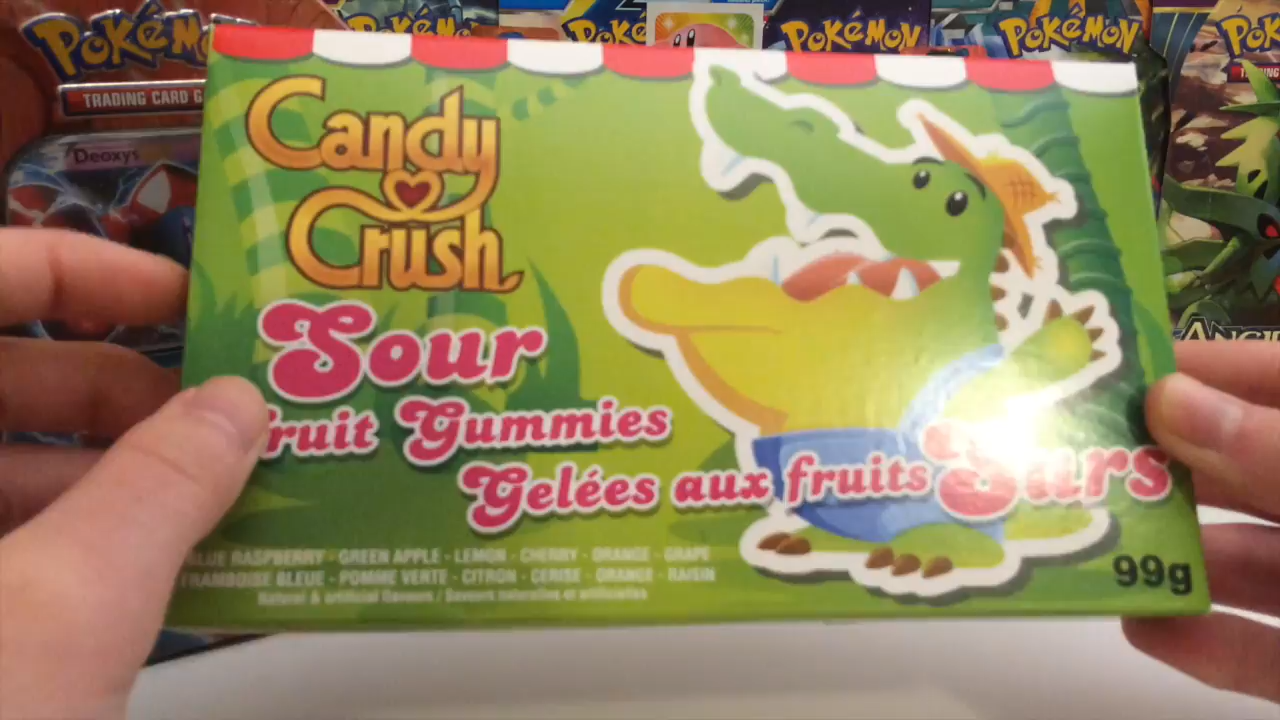 POKÉMON
TRADING CARD G
Deoxys
POKÉMON
POKÉMON
ANCI
Candy
Crush
Sour
Fruit Gummies
Gelées aux fruits Surs
BLUE RASPBERRY - GREEN APPLE - LEMON - CHERRY - ORANGE - GRAPE
FRAMBOISE BLEUE - POMME VERTE - CITRON - CERISE - ORANGE - RAISIN
Natural & artificial flavours / Saveurs naturelles et artificielles
99g